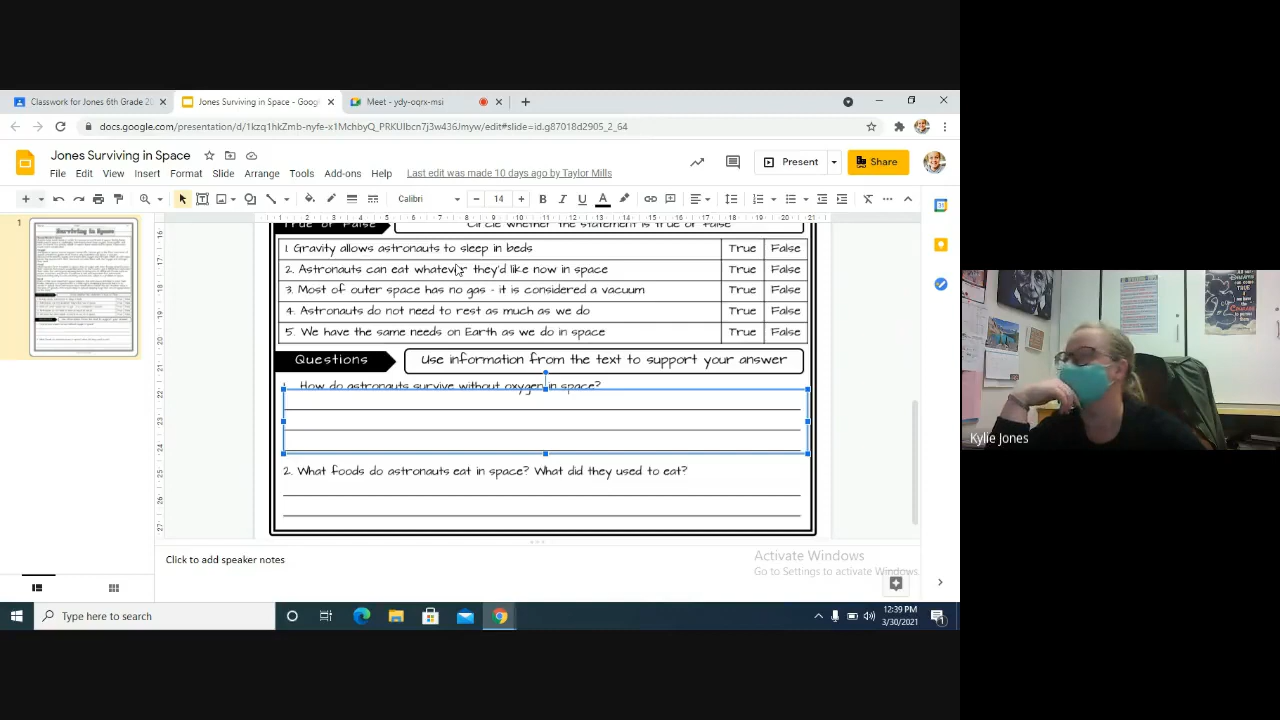 Classwork for Jones 6th Grade 2
Jones Surviving in Space - Goog
Meet - ydy-oqrx-msi
docs.google.com/presentation/d/1kzq1hkZmb-nyfe-x1MchbyQ_PRKUlbcn7j3w436Jmyw/edit#slide=id.g87018d2905_2_64
Jones Surviving in Space
Present
Share
File Edit View Insert Format Slide Arrange Tools Add-ons Help
Last edit was made 10 days ago by Taylor Mills
Calibri
14
1
Surviving in Space
True or False
Circle whether the statement is true or false
1. Gravity allows astronauts to sleep in beds True False
2. Astronauts can eat whatever they'd like now in space True False
3. Most of outer space has no gas - it is considered a vacuum True False
4. Astronauts do not need to rest as much as we do True False
5. We have the same needs on Earth as we do in space True False
Questions
Use information from the text to support your answer
How do astronauts survive without oxygen in space?
2. What foods do astronauts eat in space? What did they used to eat?
Click to add speaker notes
Activate Windows
Go to Settings to activate Windows.
Type here to search
12:39 PM
3/30/2021
Kylie Jones